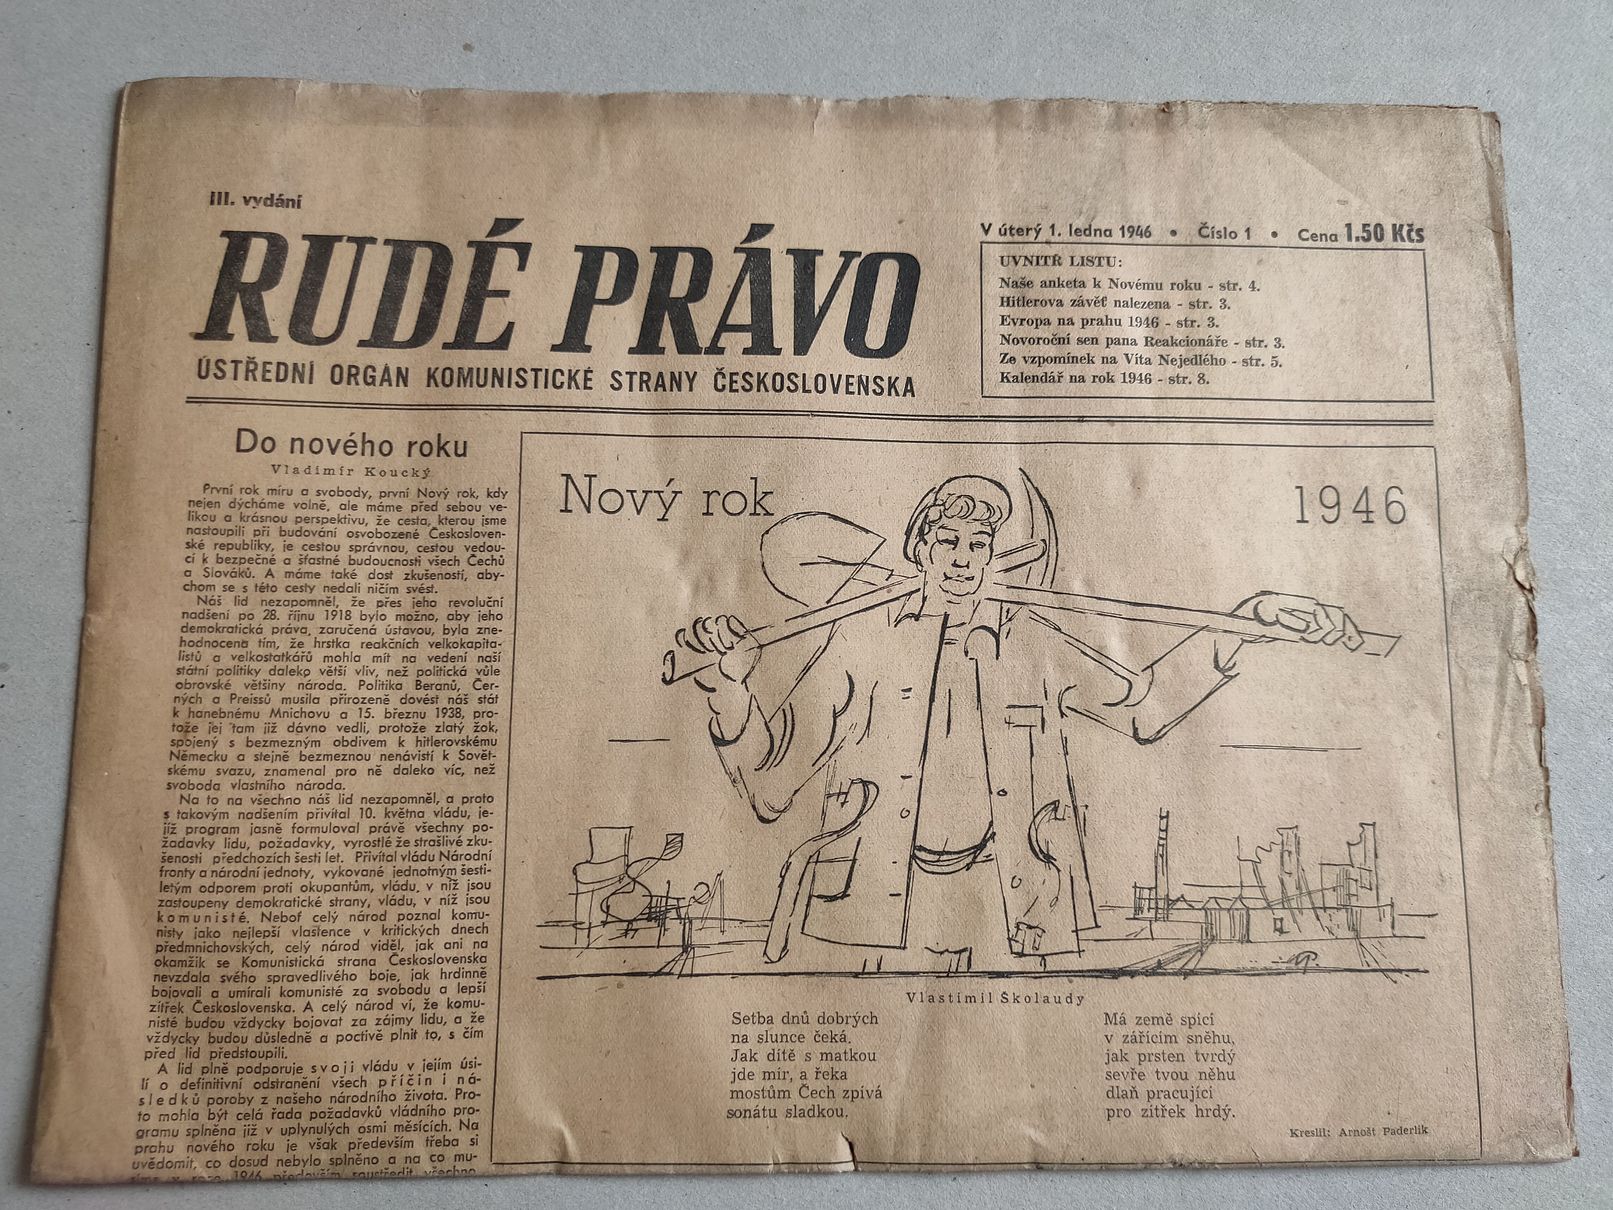 III. vydání
RUDÉ PRÁVO
ÚSTŘEDNÍ ORGÁN KOMUNISTICKÉ STRANY ČESKOSLOVENSKA
V úterý 1. ledna 1946 • Číslo 1 • Cena 1.50 Kčs
UVNITŘ LISTU:
Naše anketa k Novému roku - str. 4.
Hitlerova závěť nalezena - str. 3.
Evropa na prahu 1946 - str. 3.
Novoroční sen pana Reakcionáře - str. 3.
Ze vzpomínek na Víta Nejedlého - str. 5.
Kalendář na rok 1946 - str. 8.
Do nového roku
Vladimír Koucký
První rok míru a svobody, první Nový rok, kdy
nejen dýcháme volně, ale máme před sebou ve-
likou a krásnou perspektivu, že cesta, kterou jsme
nastoupili při budování osvobozené Českosloven-
ské republiky, je cestou správnou, cestou vedou-
cí k bezpečné a šťastné budoucnosti všech Čechů
a Slováků. A máme také dost zkušeností, aby-
chom se s této cesty nedali ničím svést.
Náš lid nezapomněl, že přes jeho revoluční
nadšení po 28. říjnu 1918 bylo možno, aby jeho
demokratická práva, zaručená ústavou, byla zne-
hodnocena tím, že hrstka reakčních velkokapita-
listů a velkostatkářů mohla mít na vedení naší
státní politiky daleko větší vliv, než politická vůle
obrovské většiny národa. Politika Beranů, Čer-
ných a Preissů musila přirozeně dovést náš stát
k hanebnému Mnichovu a 15. březnu 1938, pro-
tože jej tam již dávno vedli, protože zlatý žok,
spojený s bezmezným obdivem k hitlerovskému
Německu a stejně bezmeznou nenávistí k Sovět-
skému svazu, znamenal pro ně daleko víc, než
svoboda vlastního národa.
Na to na všechno náš lid nezapomněl, a proto
s takovým nadšením přivítal 10. května vládu, je-
jíž program jasně formuloval právě všechny po-
žadavky lidu, požadavky, vyrostlé ze strašlivé zku-
šenosti předchozích šesti let. Přivítal vládu Národní
fronty a národní jednoty, vykované jednotným šesti-
letým odporem proti okupantům, vládu, v níž jsou
zastoupeny demokratické strany, vládu, v níž jsou
komunisté. Neboť celý národ poznal komu-
nisty jako nejlepší vlastence v kritických dnech
předmnichovských, celý národ viděl, jak ani na
okamžik se Komunistická strana Československa
nevzdala svého spravedlivého boje, jak hrdinně
bojovali a umírali komunisté za svobodu a lepší
zítřek Československa. A celý národ ví, že komu-
nisté budou vždycky bojovat za zájmy lidu, a že
vždycky budou důsledně a poctivě plnit to, s čím
před lid předstoupili.
A lid plně podporuje svoji vládu v jejím úsi-
lí o definitivní odstranění všech příčin i ná-
sledků poroby z našeho národního života. Pro-
to mohla být celá řada požadavků vládního pro-
gramu splněna již v uplynulých osmi měsících. Na
prahu nového roku je však především třeba si
uvědomit, co dosud nebylo splněno a na co mu-
síme v roce 1946 především soustředit všechno
Nový rok
1946
Vlastimil Školaudy
Setba dnů dobrých
na slunce čeká.
Jak dítě s matkou
jde mír, a řeka
mostům Čech zpívá
sonátu sladkou.
Má země spící
v zářícím sněhu,
jak prsten tvrdý
sevře tvou něhu
dlaň pracující
pro zítřek hrdý.
Kreslil: Arnošt Paderlík